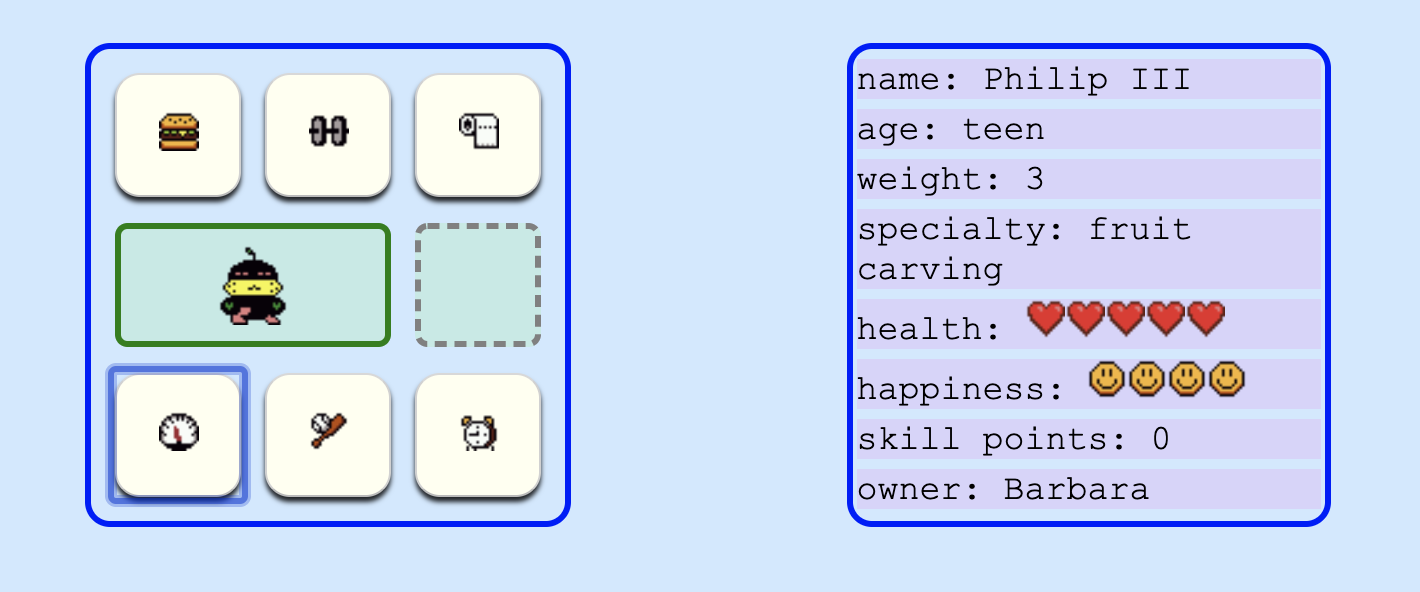 name: Philip III
age: teen
weight: 3
specialty: fruit
carving
health:
happiness:
skill points: 0
owner: Barbara